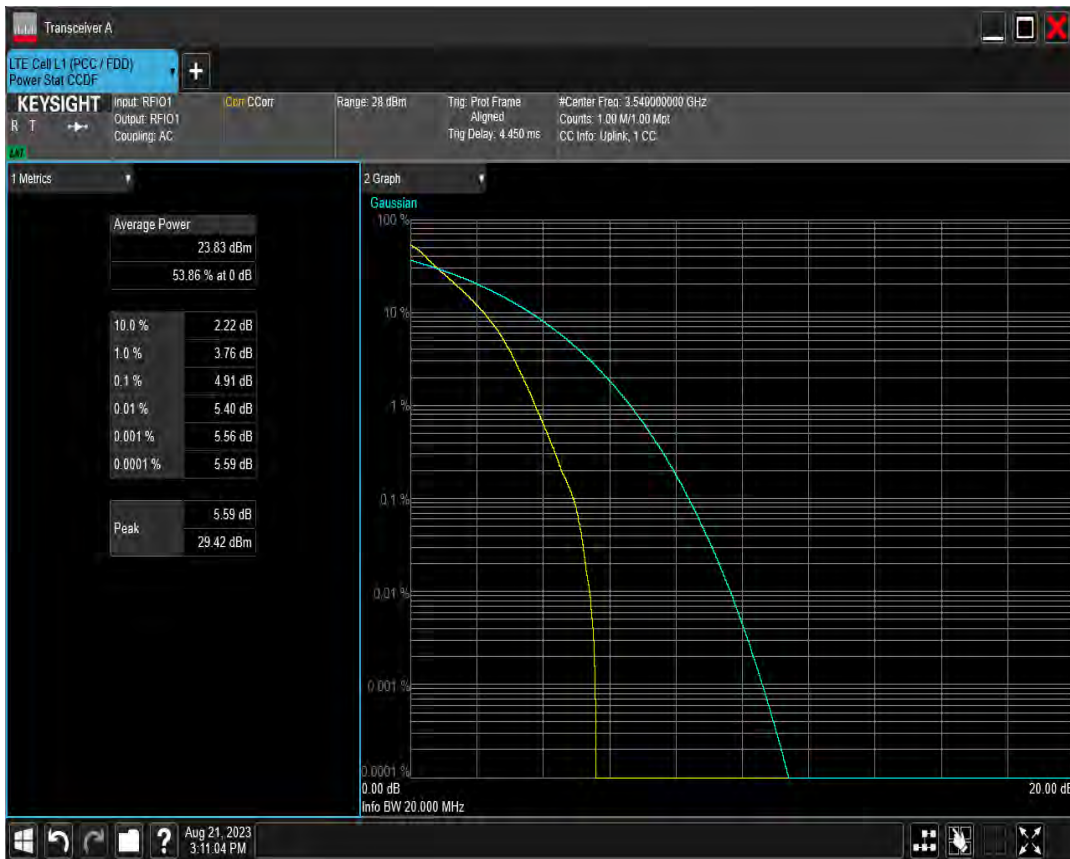 Transceiver A
LTE Cell L1 (PCC / FDD)
Power Stat CCDF
KEYSIGHT
R T
LXI
Input: RFIO1
Output: RFIO1
Coupling: AC
Corr CCorr
Range: 28 dBm
Trig: Prot Frame
Aligned
Trig Delay: 4.450 ms
#Center Freq: 3.549000000 GHz
Counts: 1.00 M/1.00 Mpt
CC Info: Uplink, 1 CC
1 Metrics
Average Power
23.83 dBm
53.86 % at 0 dB
10.0 % 2.22 dB
1.0 % 3.76 dB
0.1 % 4.91 dB
0.01 % 5.40 dB
0.001 % 5.56 dB
0.0001 % 5.59 dB
Peak
5.59 dB
29.42 dBm
2 Graph
Gaussian
100 %
10 %
1 %
0.1 %
0.01 %
0.001 %
0.0001 %
0.00 dB
20.00 dB
Info BW 20.000 MHz
?
Aug 21, 2023
3:11:04 PM